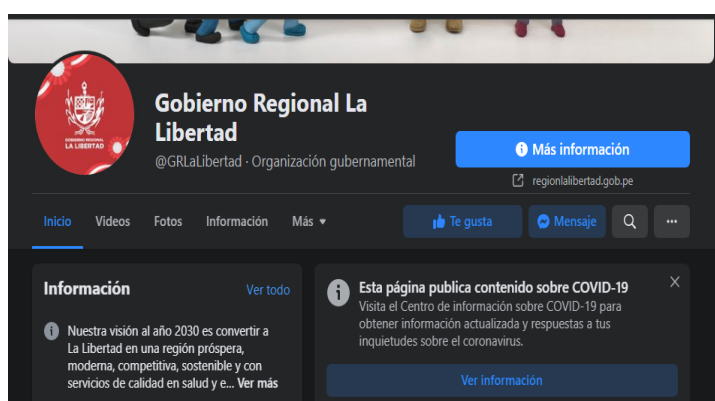 GOBIERNO REGIONAL
LA LIBERTAD
Gobierno Regional La
Libertad
@GRLaLibertad · Organización gubernamental
Más información
regionlalibertad.gob.pe
Inicio Videos Fotos Información Más
Te gusta Mensaje
Información Ver todo
Nuestra visión al año 2030 es convertir a
La Libertad en una región próspera,
moderna, competitiva, sostenible y con
servicios de calidad en salud y e... Ver más
Esta página publica contenido sobre COVID-19
Visita el Centro de información sobre COVID-19 para
obtener información actualizada y respuestas a tus
inquietudes sobre el coronavirus.
Ver información